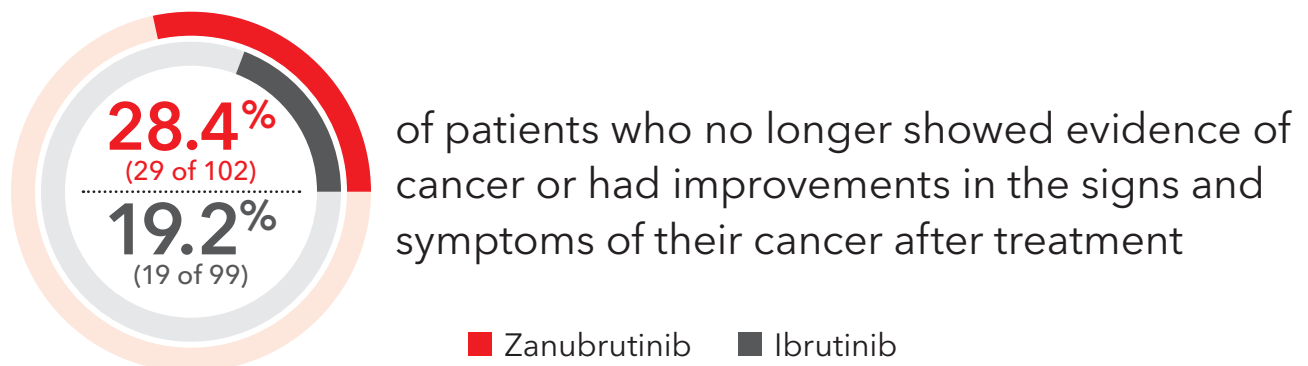 28.4%
(29 of 102)
19.2%
(19 of 99)
of patients who no longer showed evidence of
cancer or had improvements in the signs and
symptoms of their cancer after treatment
Zanubrutinib
Ibrutinib